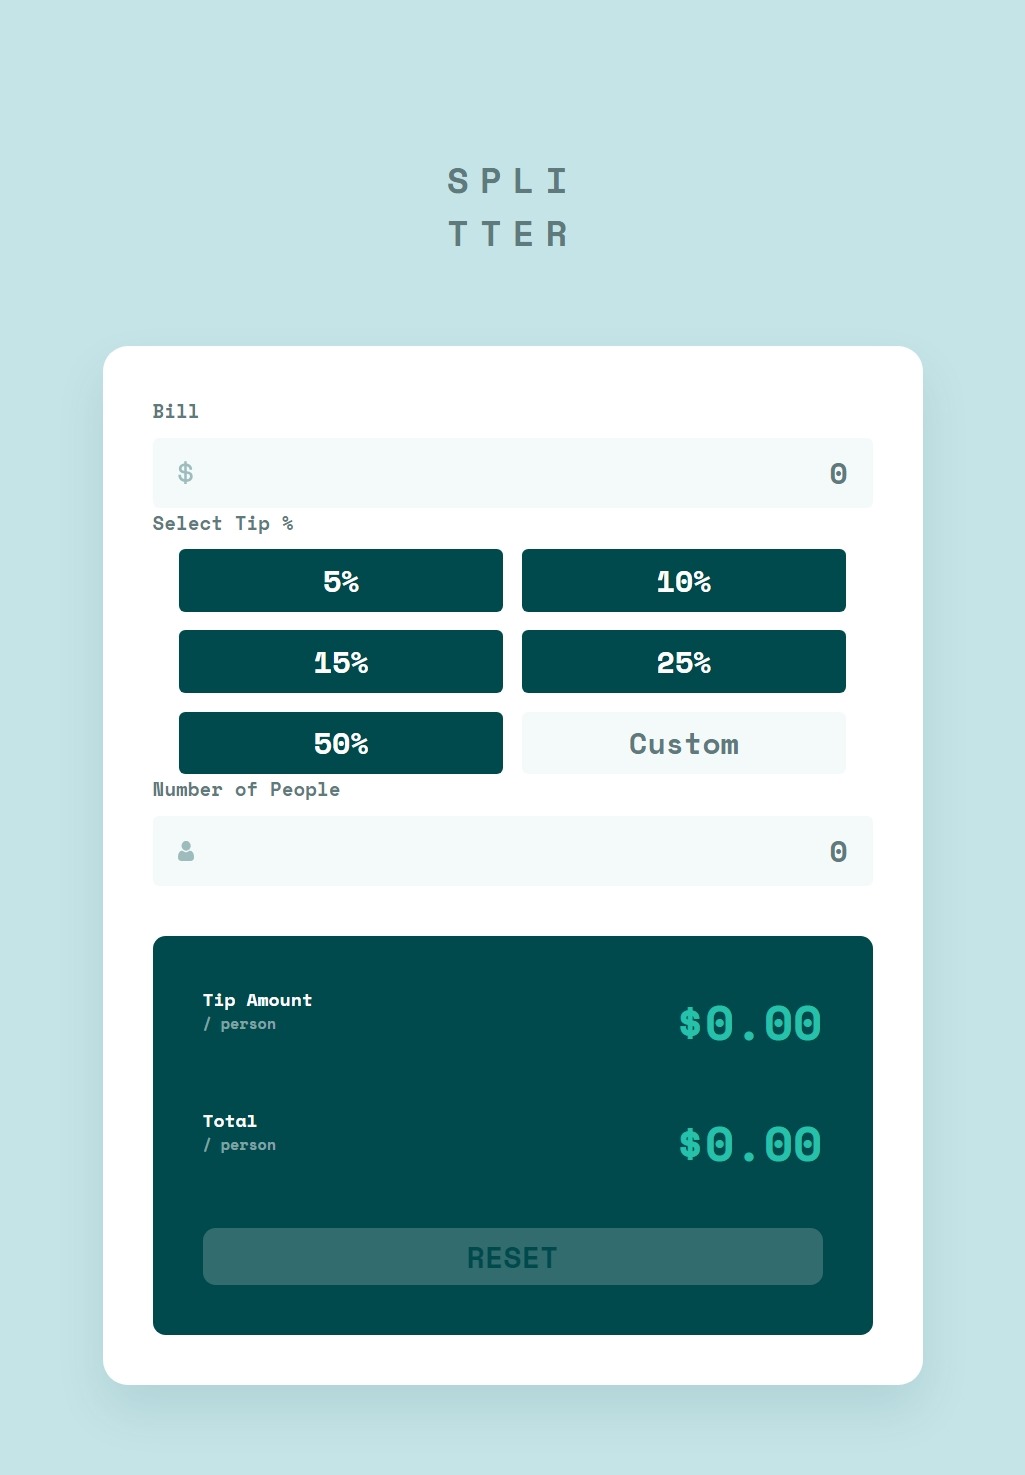 SPLI
TTER
Bill
$ 0
Select Tip %
5% 10%
15% 25%
50% Custom
Number of People
0
Tip Amount
/ person
$0.00
Total
/ person
$0.00
RESET